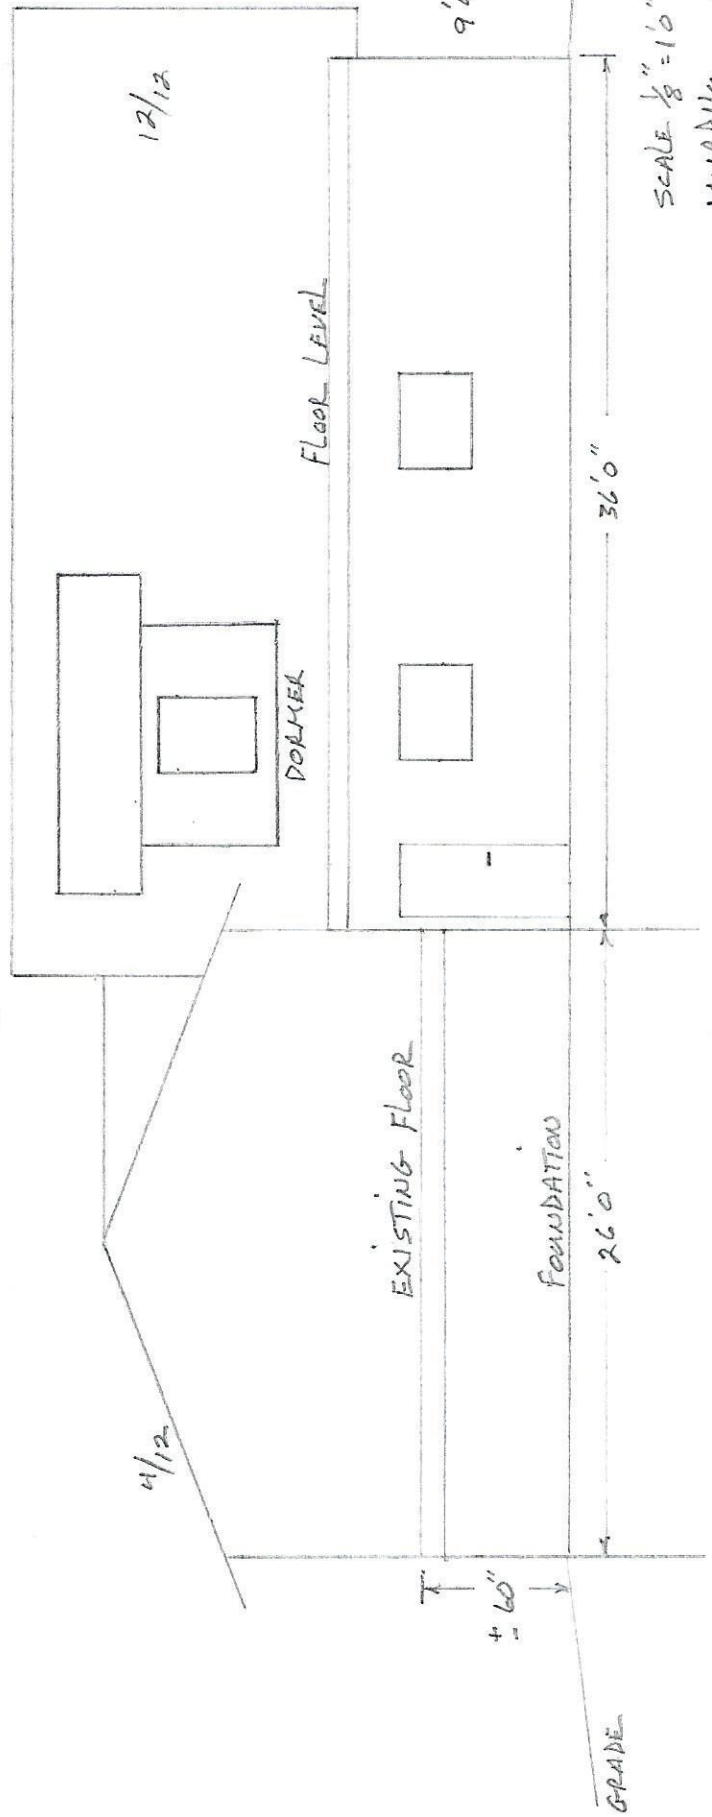 12/12
4/12
FLOOR LEVEL
DORMER
EXISTING FLOOR
± 60"
FOUNDATION
26'0"
36'0"
GRADE
SCALE 1/8" = 1'0"